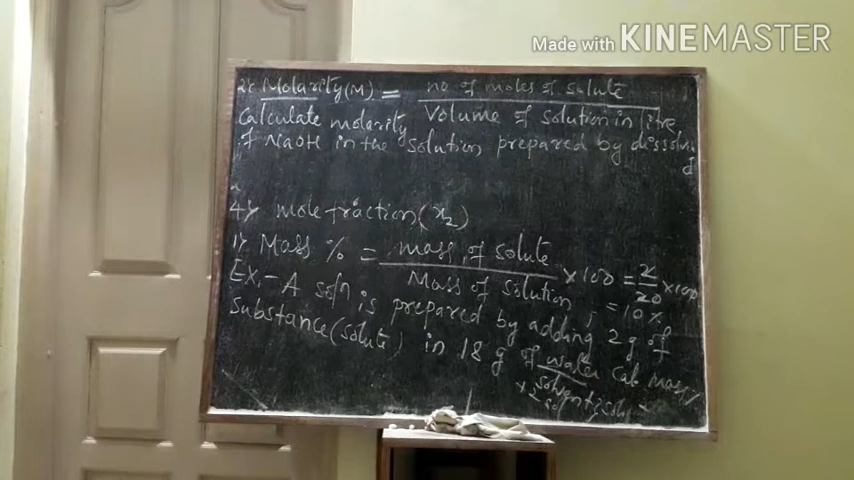 Made with KINEMASTER
2) Molarity (M) = no of moles of solute
Volume of solution in litre
Calculate molarity
of NaOH in the solution prepared by
4) mole fraction (x2)
1) Mass % = mass of solute
Mass of solution
×100 = 2/20 ×100
= 10%
Ex,- A soln is prepared by adding 2 g of
Substance (solute) in 18 g of water Cal. mass %
solvent